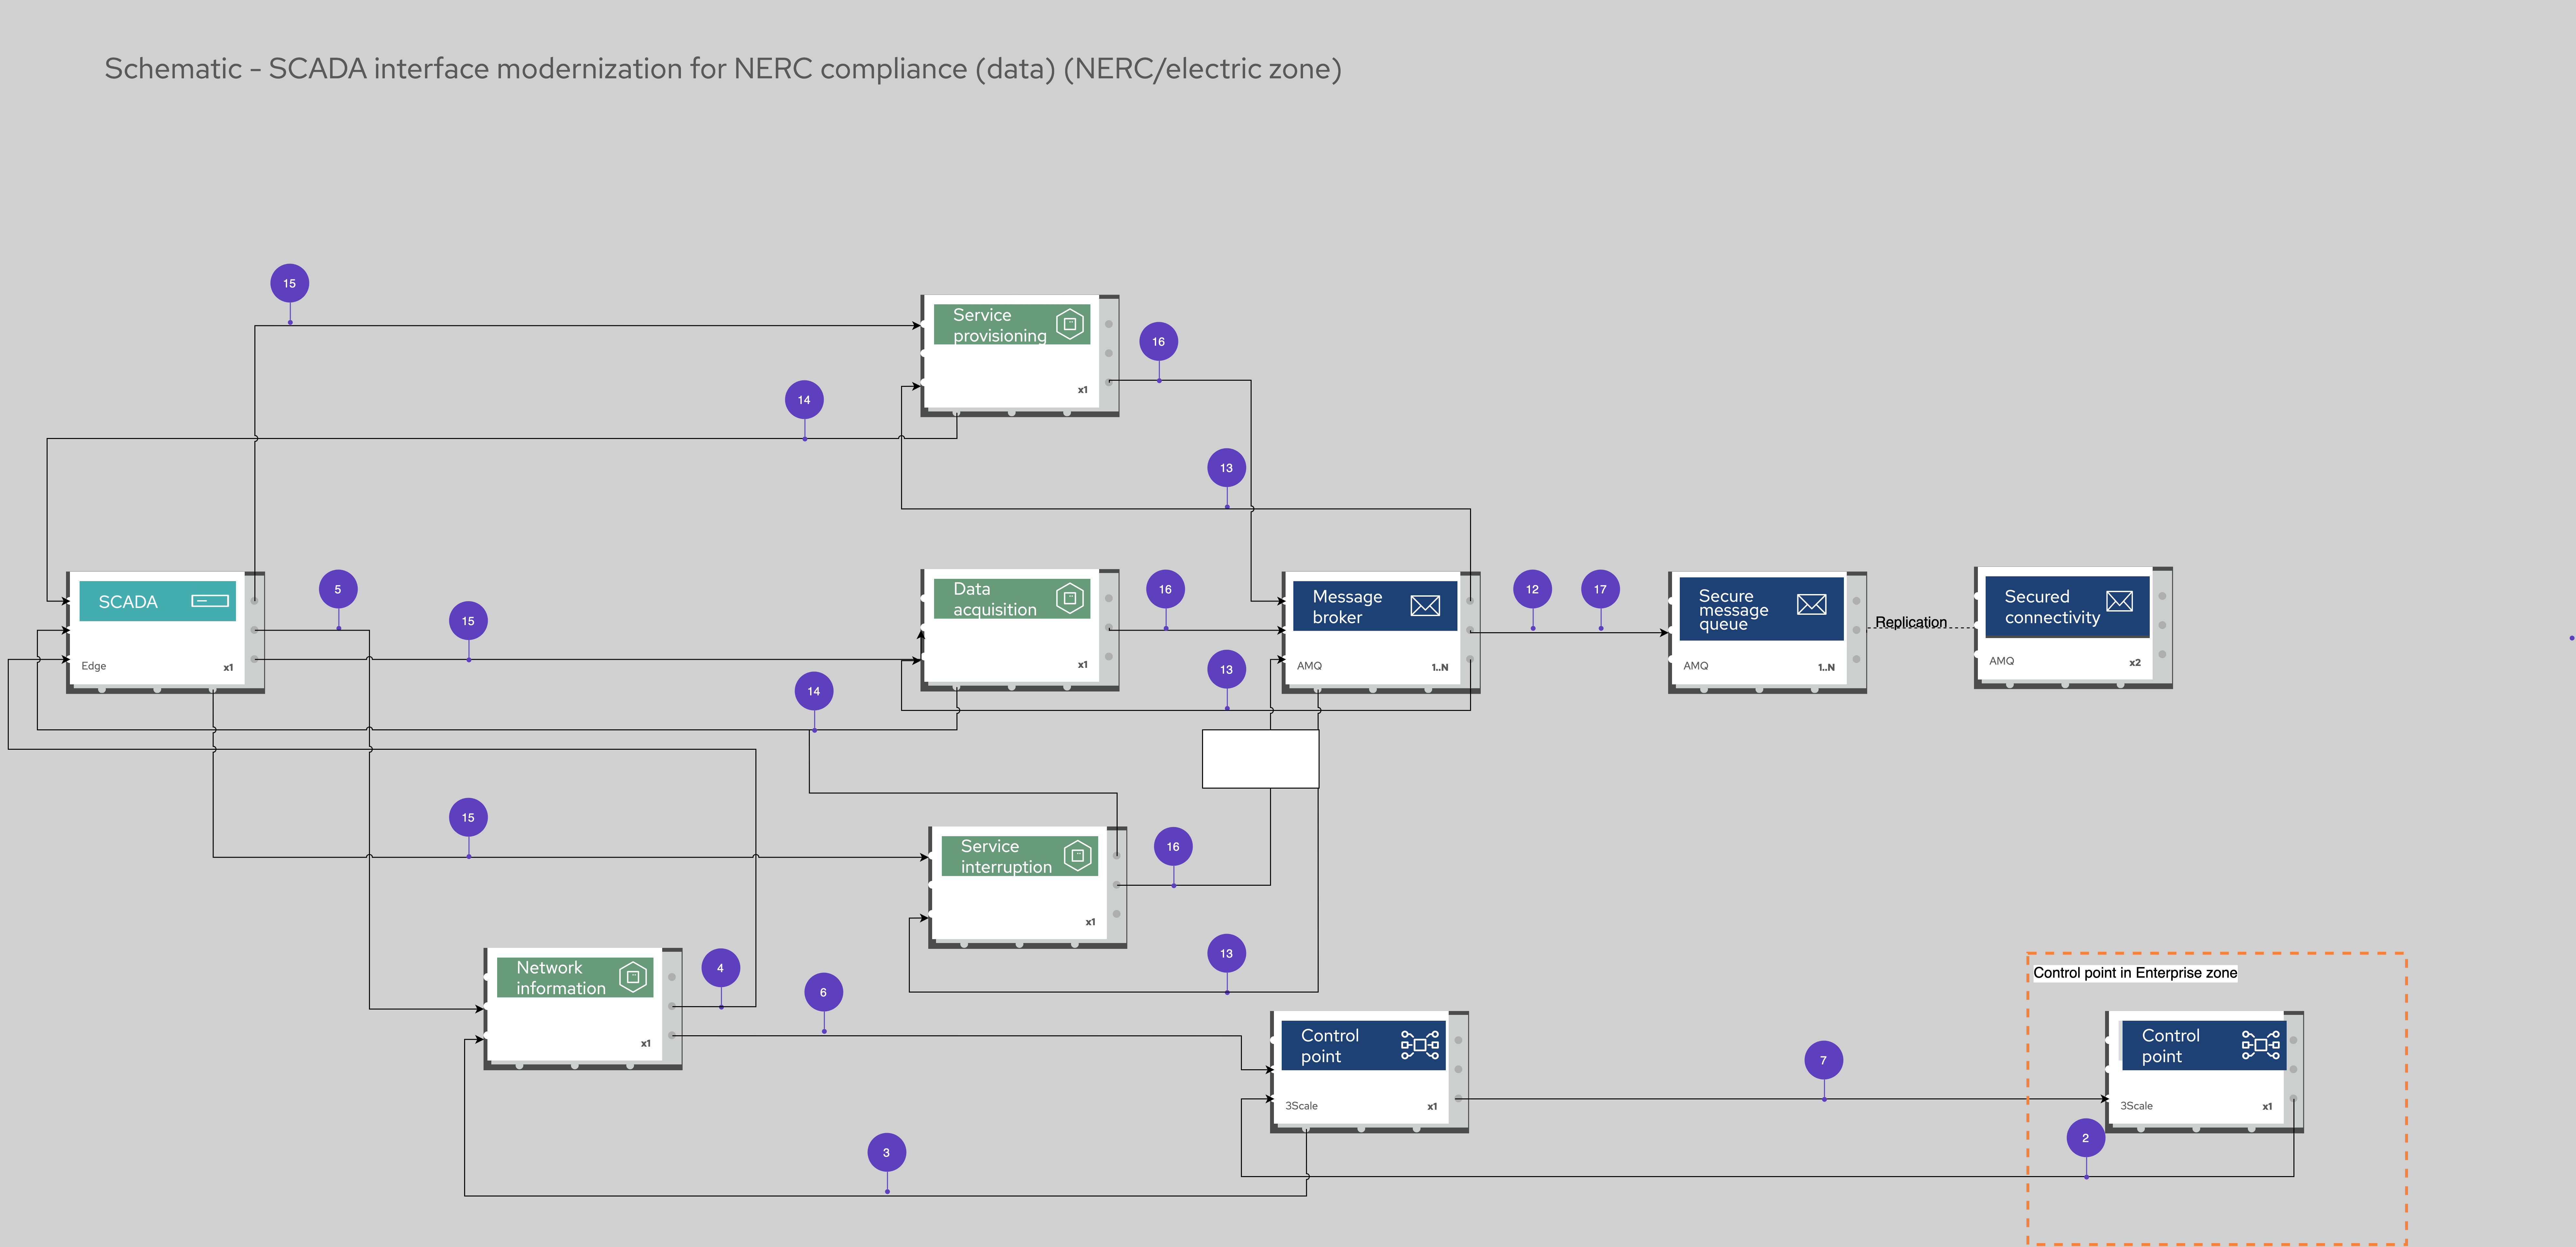 Schematic - SCADA interface modernization for NERC compliance (data) (NERC/electric zone)
15
Service
provisioning
x1
16
14
13
SCADA
Edge
x1
5
15
Data
acquisition
x1
16
Message
broker
AMQ
1..N
12
17
Secure
message
queue
AMQ
1..N
Replication
Secured
connectivity
AMQ
x2
14
13
15
Service
interruption
x1
16
13
Network
information
x1
4
6
Control point in Enterprise zone
Control
point
3Scale
x1
7
Control
point
3Scale
x1
2
3